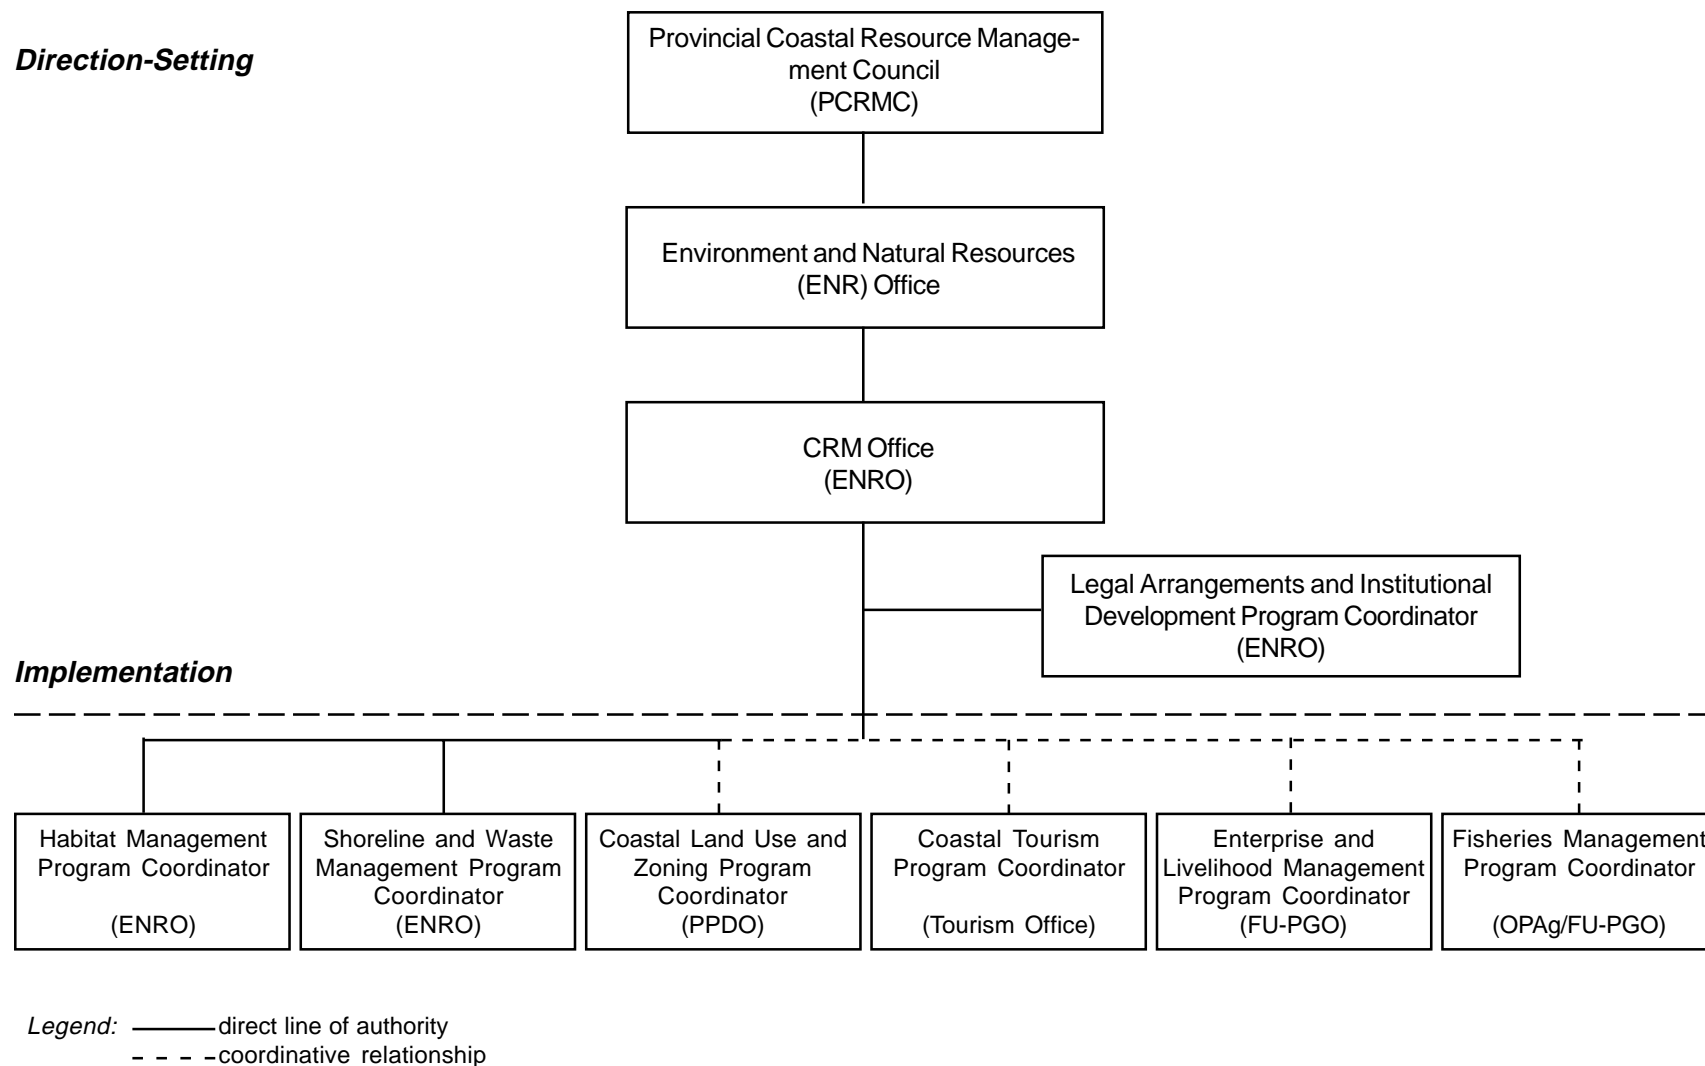 Direction-Setting
Provincial Coastal Resource Manage-
ment Council
(PCRMC)
Environment and Natural Resources
(ENR) Office
CRM Office
(ENRO)
Legal Arrangements and Institutional
Development Program Coordinator
(ENRO)
Implementation
Habitat Management
Program Coordinator
(ENRO)
Shoreline and Waste
Management Program
Coordinator
(ENRO)
Coastal Land Use and
Zoning Program
Coordinator
(PPDO)
Coastal Tourism
Program Coordinator
(Tourism Office)
Enterprise and
Livelihood Management
Program Coordinator
(FU-PGO)
Fisheries Management
Program Coordinator
(OPAg/FU-PGO)
Legend: direct line of authority
coordinative relationship